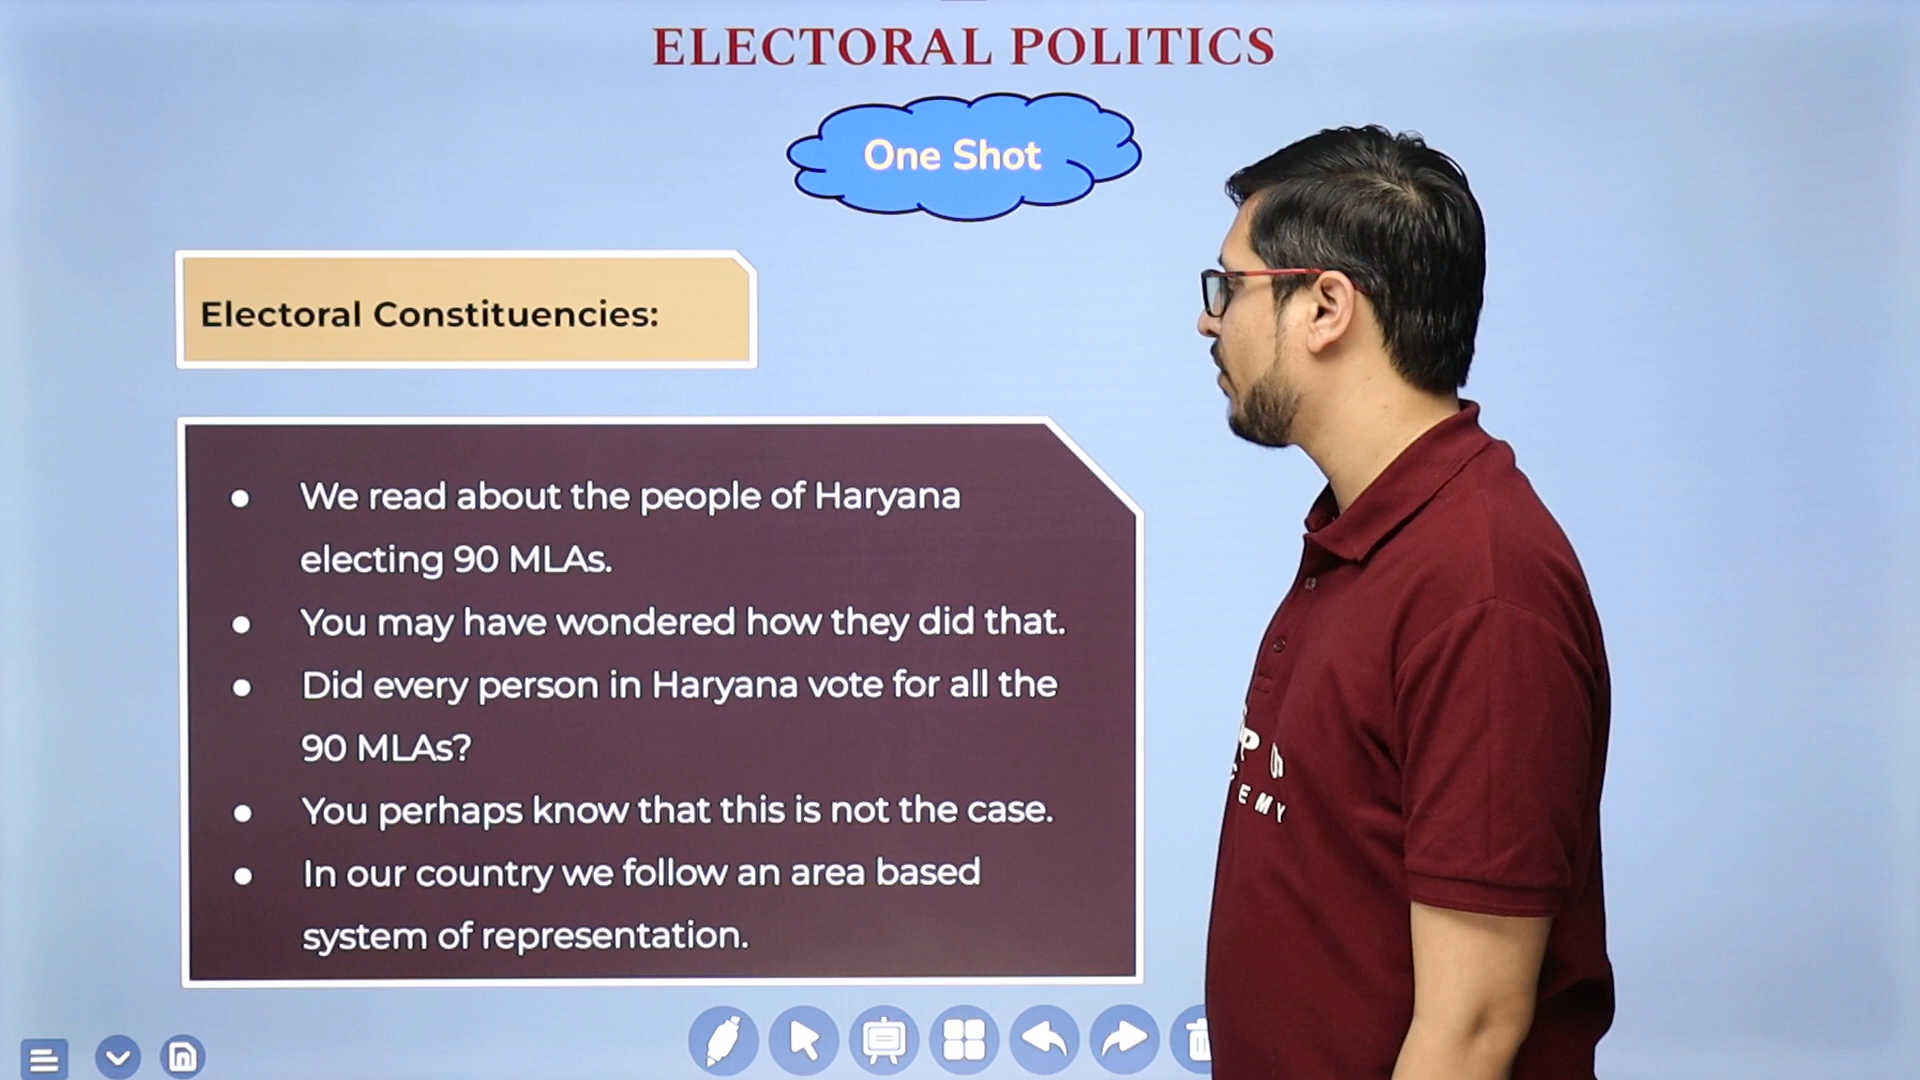 ELECTORAL POLITICS
One Shot
Electoral Constituencies:
● We read about the people of Haryana
electing 90 MLAs.
● You may have wondered how they did that.
● Did every person in Haryana vote for all the
90 MLAs?
● You perhaps know that this is not the case.
● In our country we follow an area based
system of representation.